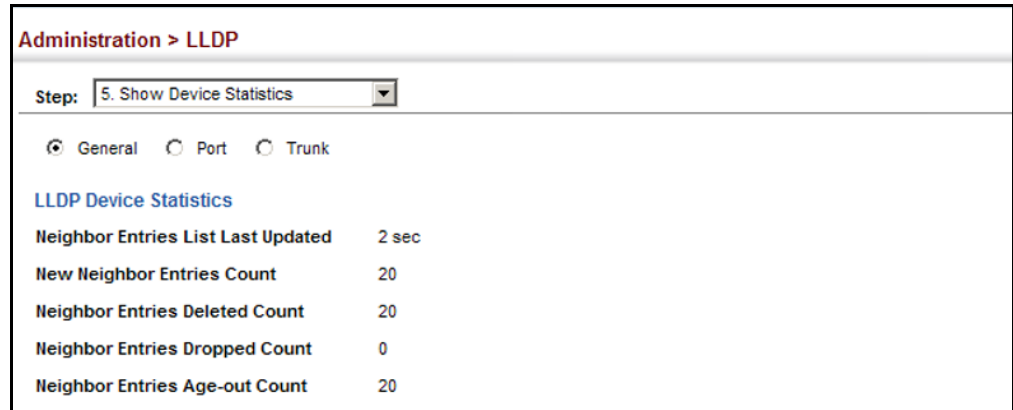 Administration > LLDP
Step: 5. Show Device Statistics
General Port Trunk
LLDP Device Statistics
Neighbor Entries List Last Updated 2 sec
New Neighbor Entries Count 20
Neighbor Entries Deleted Count 20
Neighbor Entries Dropped Count 0
Neighbor Entries Age-out Count 20